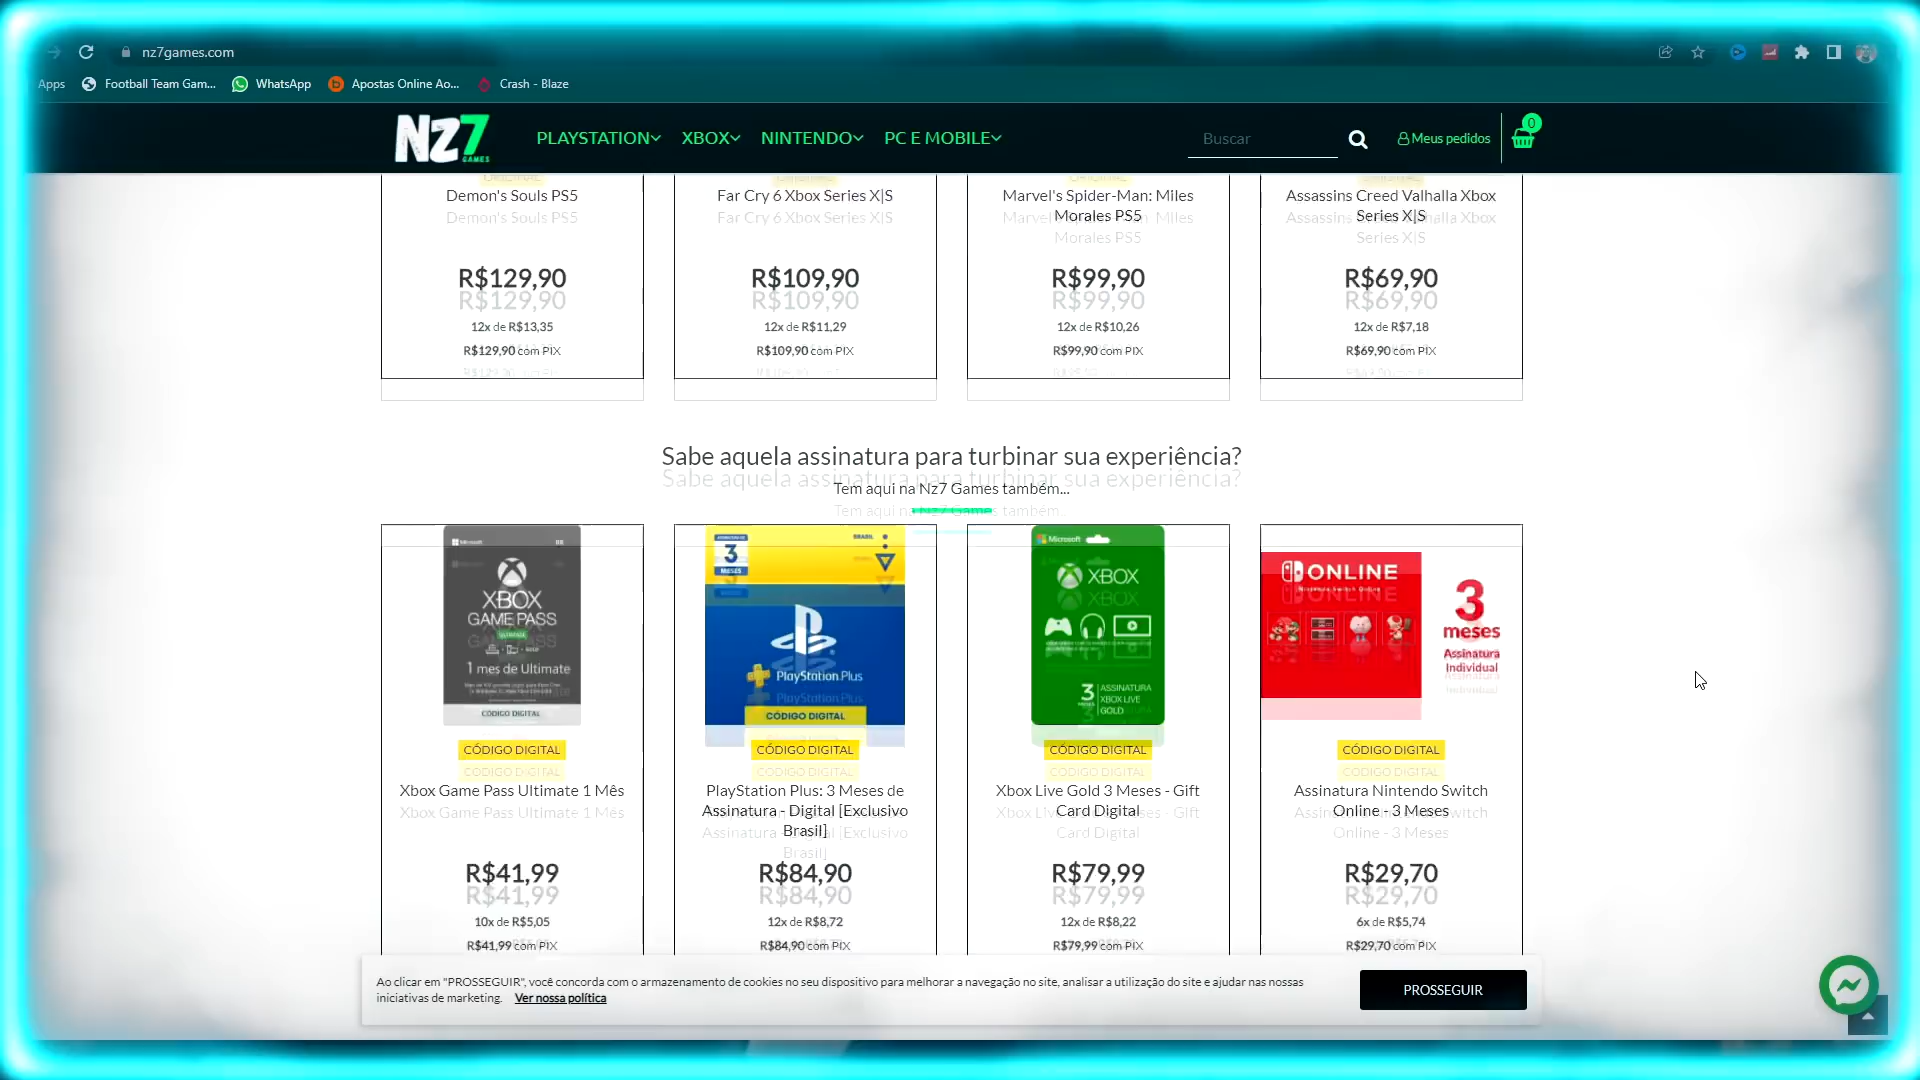 nz7games.com
Apps
Football Team Gam...
WhatsApp
Apostas Online Ao...
Crash - Blaze
NZ7 GAMES
PLAYSTATION
XBOX
NINTENDO
PC E MOBILE
Buscar
Meus pedidos
0
Demon's Souls PS5
R$129,90
12x de R$13,35
R$129,90 com PIX
Far Cry 6 Xbox Series X|S
R$109,90
12x de R$11,29
R$109,90 com PIX
Marvel's Spider-Man: Miles
Morales PS5
R$99,90
12x de R$10,26
R$99,90 com PIX
Assassins Creed Valhalla Xbox
Series X|S
R$69,90
12x de R$7,18
R$69,90 com PIX
Sabe aquela assinatura para turbinar sua experiência?
Tem aqui na Nz7 Games também...
Microsoft
XBOX
GAME PASS
ULTIMATE
1 mes de Ultimate
CÓDIGO DIGITAL
CÓDIGO DIGITAL
Xbox Game Pass Ultimate 1 Mês
R$41,99
10x de R$5,05
R$41,99 com PIX
3
MESES
BRASIL
PlayStation Plus
CÓDIGO DIGITAL
CÓDIGO DIGITAL
PlayStation Plus: 3 Meses de
Assinatura - Digital [Exclusivo
Brasil]
R$84,90
12x de R$8,72
R$84,90 com PIX
Microsoft
XBOX
3
MESES
ASSINATURA
XBOX LIVE
GOLD
CÓDIGO DIGITAL
Xbox Live Gold 3 Meses - Gift
Card Digital
R$79,99
12x de R$8,22
R$79,99 com PIX
ONLINE
Nintendo Switch Online
3
meses
Assinatura
Individual
CÓDIGO DIGITAL
Assinatura Nintendo Switch
Online - 3 Meses
R$29,70
6x de R$5,74
R$29,70 com PIX
Ao clicar em "PROSSEGUIR", você concorda com o armazenamento de cookies no seu dispositivo para melhorar a navegação no site, analisar a utilização do site e ajudar nas nossas
iniciativas de marketing. Ver nossa política
PROSSEGUIR